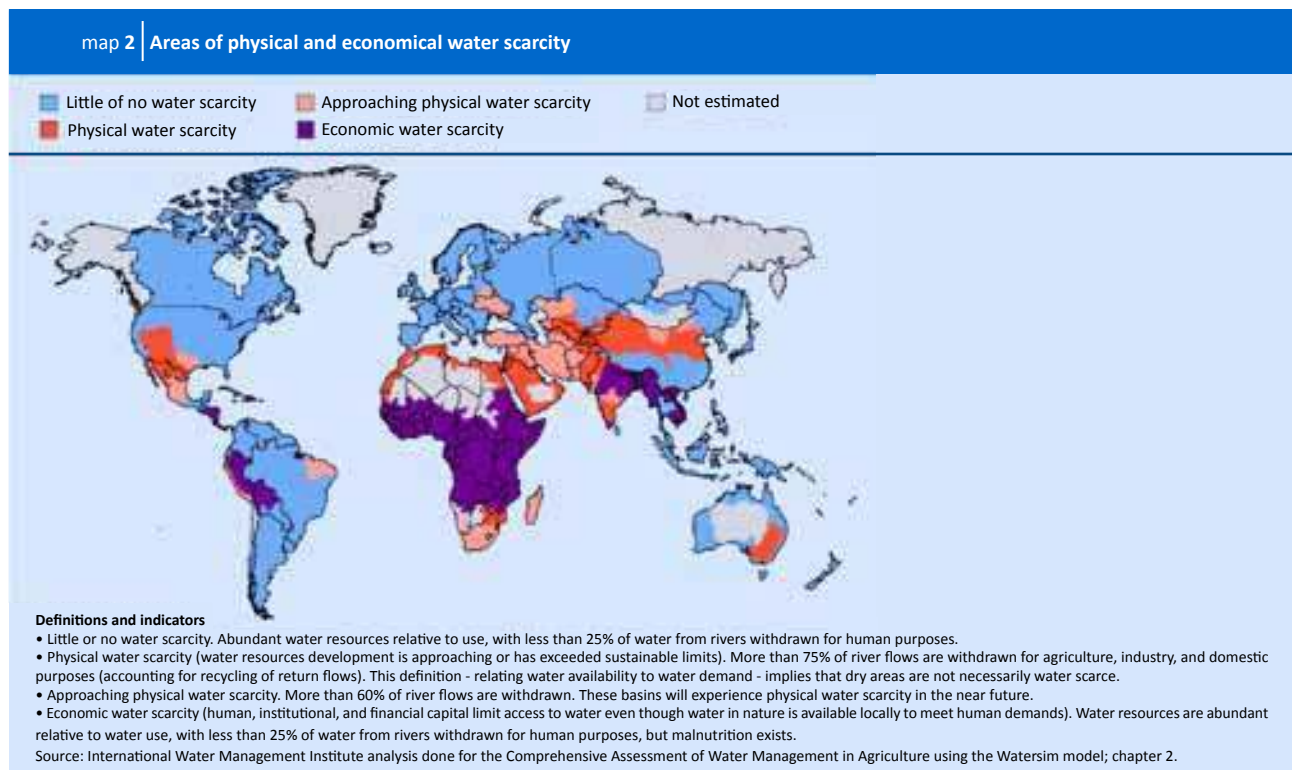 map 2 Areas of physical and economical water scarcity
Little of no water scarcity
Approaching physical water scarcity
Not estimated
Physical water scarcity
Economic water scarcity
Definitions and indicators
• Little or no water scarcity. Abundant water resources relative to use, with less than 25% of water from rivers withdrawn for human purposes.
• Physical water scarcity (water resources development is approaching or has exceeded sustainable limits). More than 75% of river flows are withdrawn for agriculture, industry, and domestic
purposes (accounting for recycling of return flows). This definition - relating water availability to water demand - implies that dry areas are not necessarily water scarce.
• Approaching physical water scarcity. More than 60% of river flows are withdrawn. These basins will experience physical water scarcity in the near future.
• Economic water scarcity (human, institutional, and financial capital limit access to water even though water in nature is available locally to meet human demands). Water resources are abundant
relative to water use, with less than 25% of water from rivers withdrawn for human purposes, but malnutrition exists.
Source: International Water Management Institute analysis done for the Comprehensive Assessment of Water Management in Agriculture using the Watersim model; chapter 2.